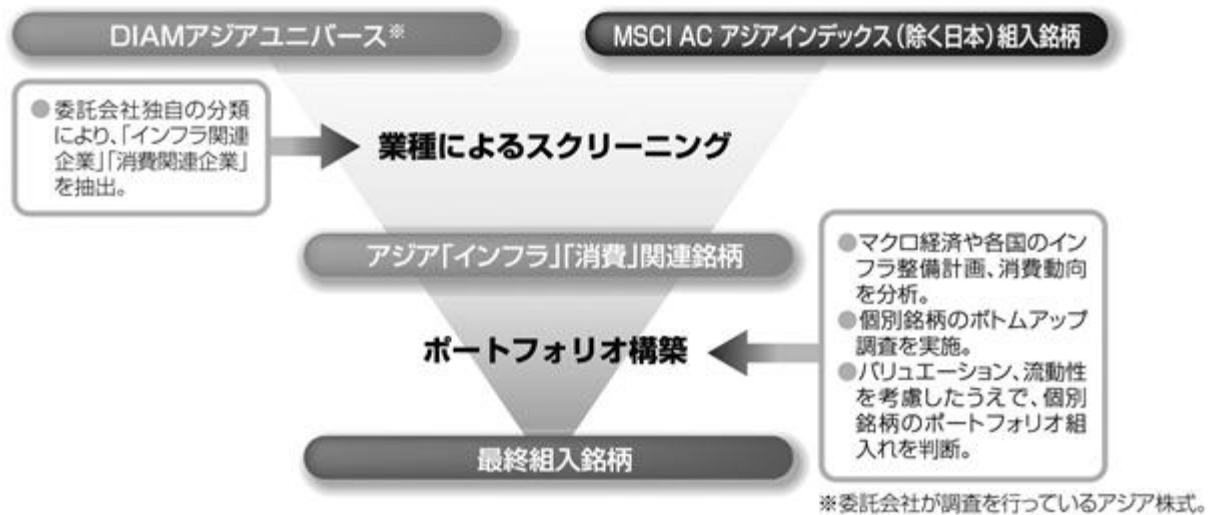 DIAMアジアユニバース※
MSCI AC アジアインデックス(除く日本)組入銘柄
●委託会社独自の分類
により、「インフラ関連
企業」「消費関連企業」
を抽出。
業種によるスクリーニング
アジア「インフラ」「消費」関連銘柄
●マクロ経済や各国のイン
フラ整備計画、消費動向
を分析。
●個別銘柄のボトムアップ
調査を実施。
●バリュエーション、流動性
を考慮したうえで、個別
銘柄のポートフォリオ組
入れを判断。
ポートフォリオ構築
最終組入銘柄
※委託会社が調査を行っているアジア株式。